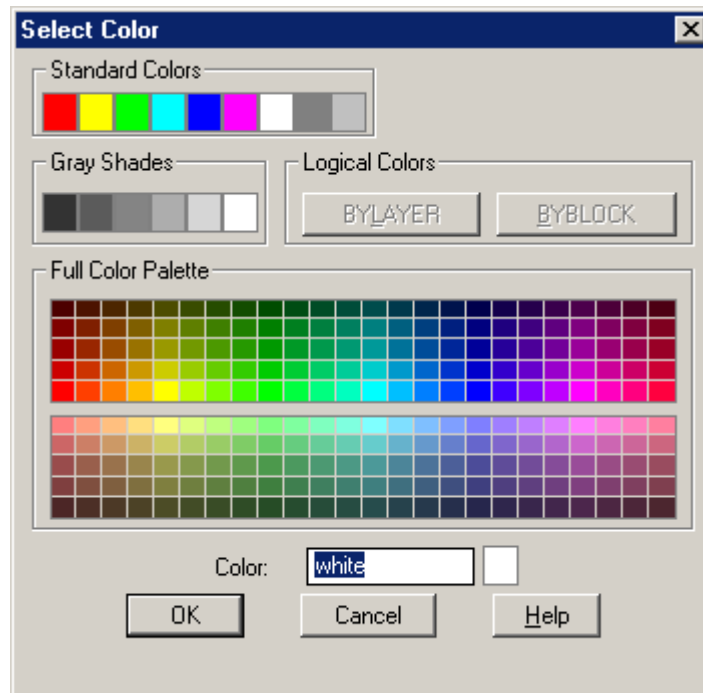 Select Color
Standard Colors
Gray Shades
Logical Colors
BYLAYER
BYBLOCK
Full Color Palette
Color:
white
OK
Cancel
Help